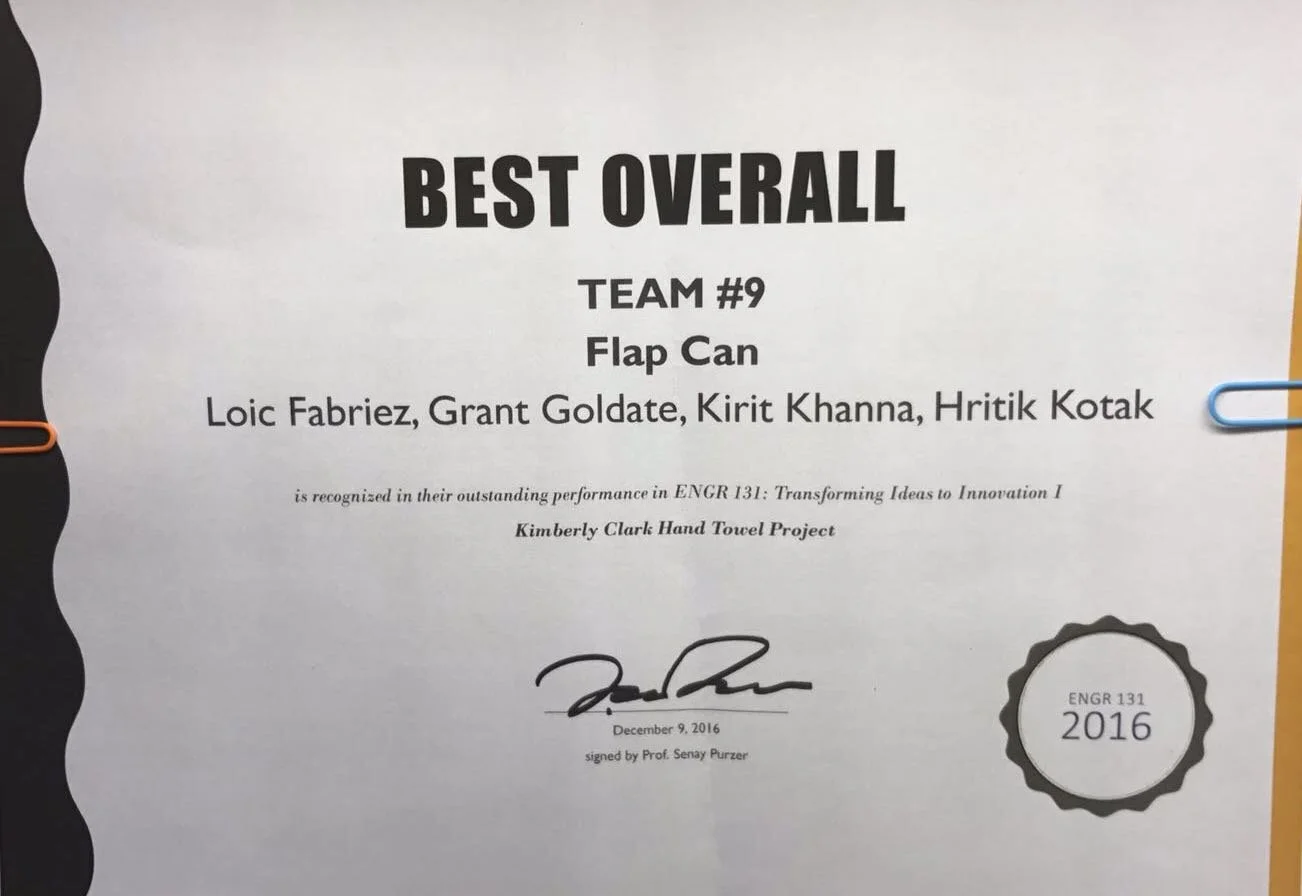 BEST OVERALL
TEAM #9
Flap Can
Loic Fabriez, Grant Goldate, Kirit Khanna, Hritik Kotak
is recognized in their outstanding performance in ENGR 131: Transforming Ideas to Innovation I
Kimberly Clark Hand Towel Project
December 9, 2016
signed by Prof. Senay Purzer
ENGR 131
2016